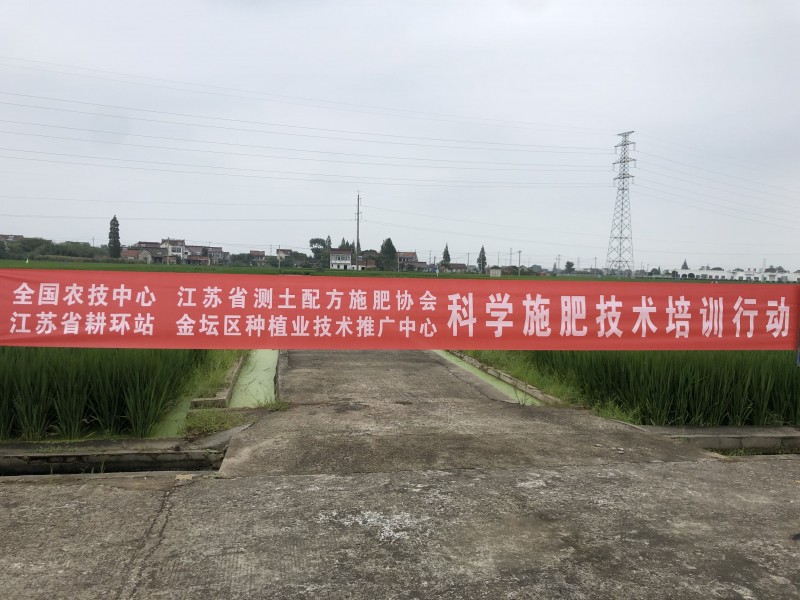 全国农技中心 江苏省测土配方施肥协会
江苏省耕环站 金坛区种植业技术推广中心
科学施肥技术培训行动